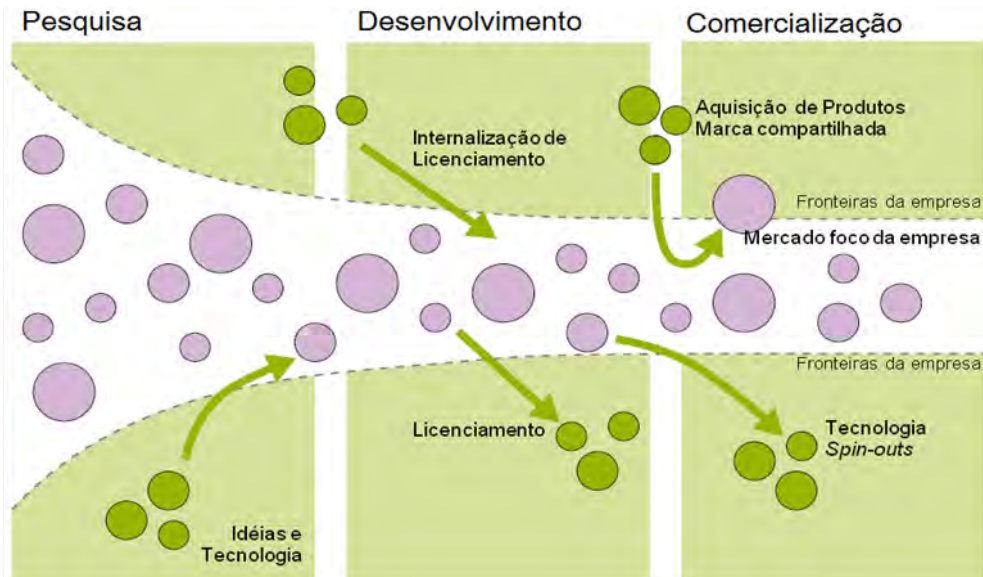 Pesquisa
Desenvolvimento
Comercialização
Internalização de
Licenciamento
Aquisição de Produtos
Marca compartilhada
Fronteiras da empresa
Mercado foco da empresa
Fronteiras da empresa
Licenciamento
Tecnologia
Spin-outs
Idéias e
Tecnologia